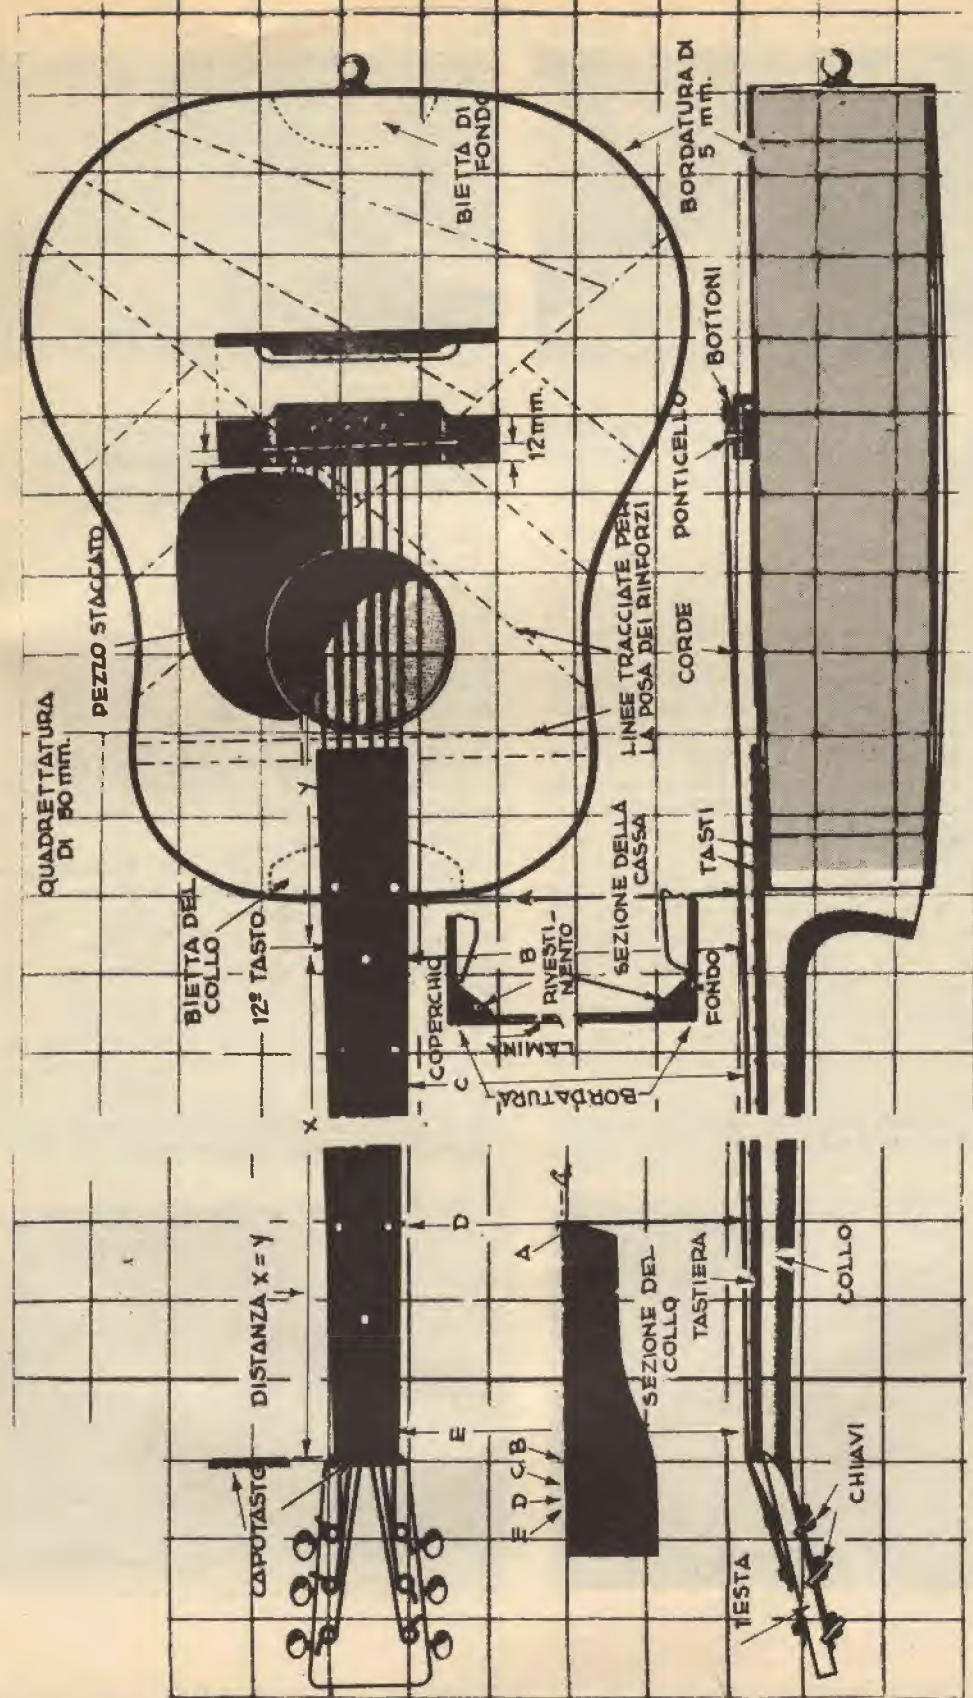 QUADRETTATURA
DI 50 mm.
PEZZO STACCATO
BIETTA DEL
COLLO
12º TASTO
BIETTA DI
FONDO
BORDATURA DI
5 mm.
12 mm.
Y
X
LINEE TRACCIATE PER
LA POSA DEI RINFORZI
CORDE
PONTICELLO
BOTTONI
SEZIONE DELLA
CASSA
TASTI
COPERCHIO
B
RIVESTI-
MENTO
LAMINA
FONDO
C
BORDATURA
CAPOTASTO
DISTANZA X = Y
D
E
A
E D C B
SEZIONE DEL
COLLO
TASTIERA
COLLO
TESTA
CHIAVI